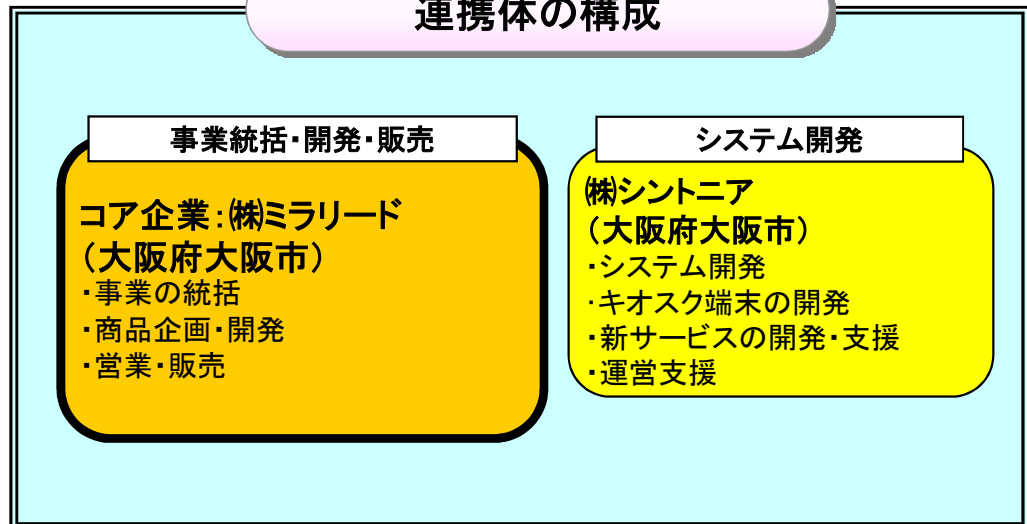 連携体の構成
事業統括・開発・販売
コア企業：㈱ミラリード
（大阪府大阪市）
・事業の統括
・商品企画・開発
・営業・販売
システム開発
㈱シントニア
（大阪府大阪市）
・システム開発
・キオスク端末の開発
・新サービスの開発・支援
・運営支援